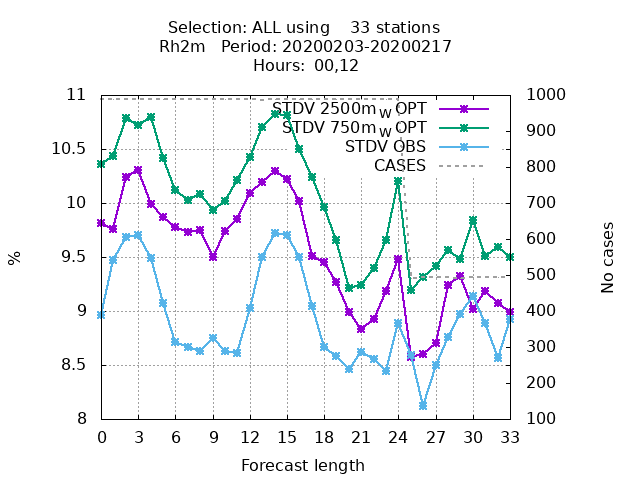 Selection: ALL using    33 stations
Rh2m   Period: 20200203-20200217
Hours:  00,12
STDV 2500m_W OPT
STDV 750m_W OPT
STDV OBS
CASES
11
10.5
10
9.5
9
8.5
8
%
1000
900
800
700
600
500
400
300
200
100
No cases
0 3 6 9 12 15 18 21 24 27 30 33
Forecast length